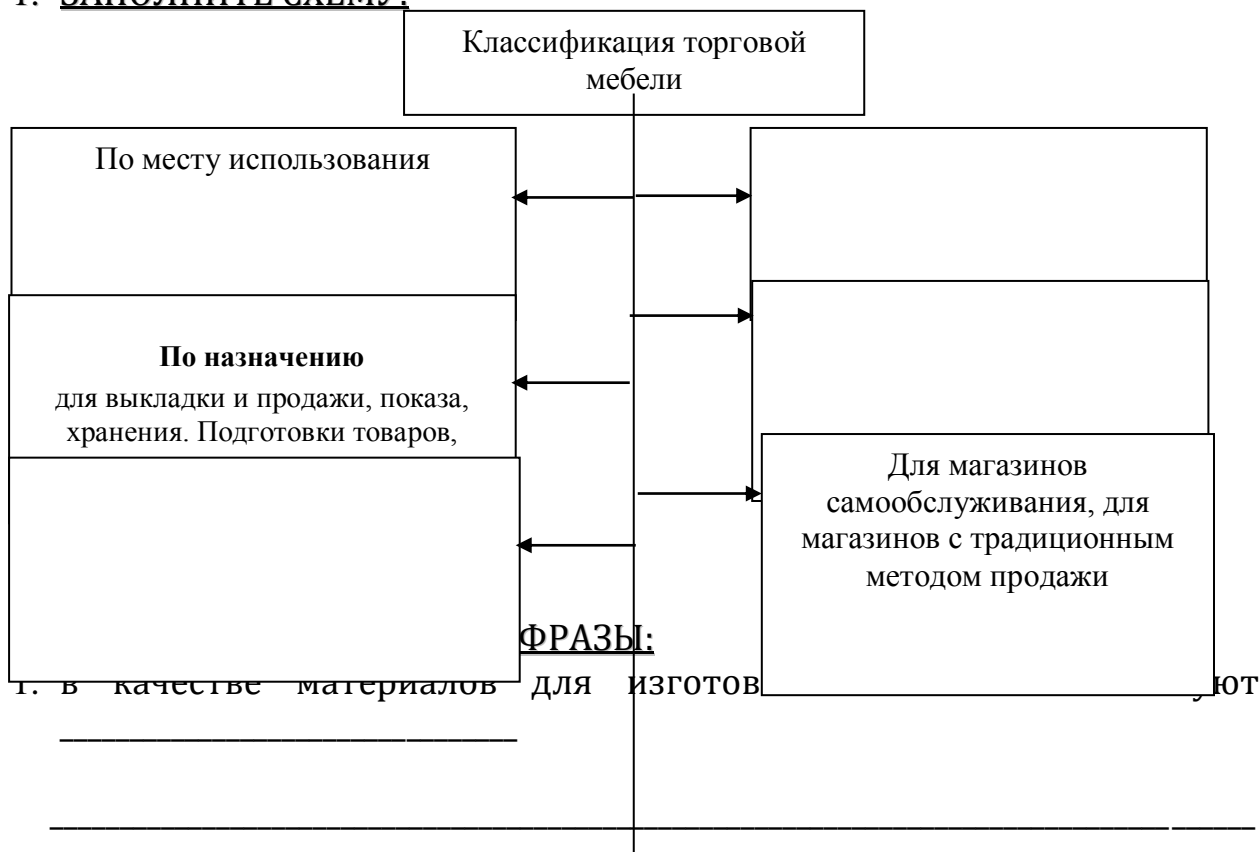 1. ЗАПОЛНИТЕ СХЕМУ:
Классификация торговой
мебели
По месту использования
По назначению
для выкладки и продажи, показа,
хранения. Подготовки товаров,
Для магазинов
самообслуживания, для
магазинов с традиционным
методом продажи
ФРАЗЫ:
1. в качестве материалов для изготов ют